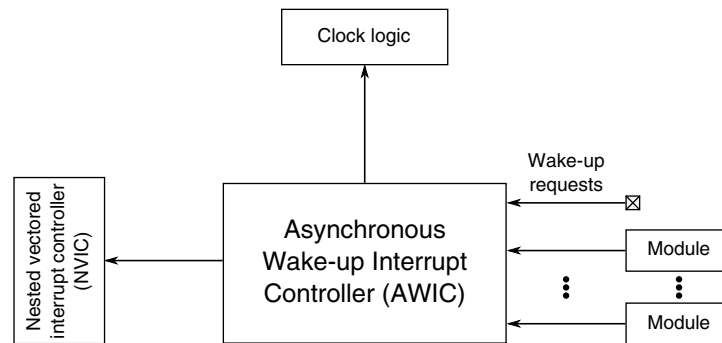 Clock logic
Wake-up
requests
Nested vectored
interrupt controller
(NVIC)
Asynchronous
Wake-up Interrupt
Controller (AWIC)
Module
Module